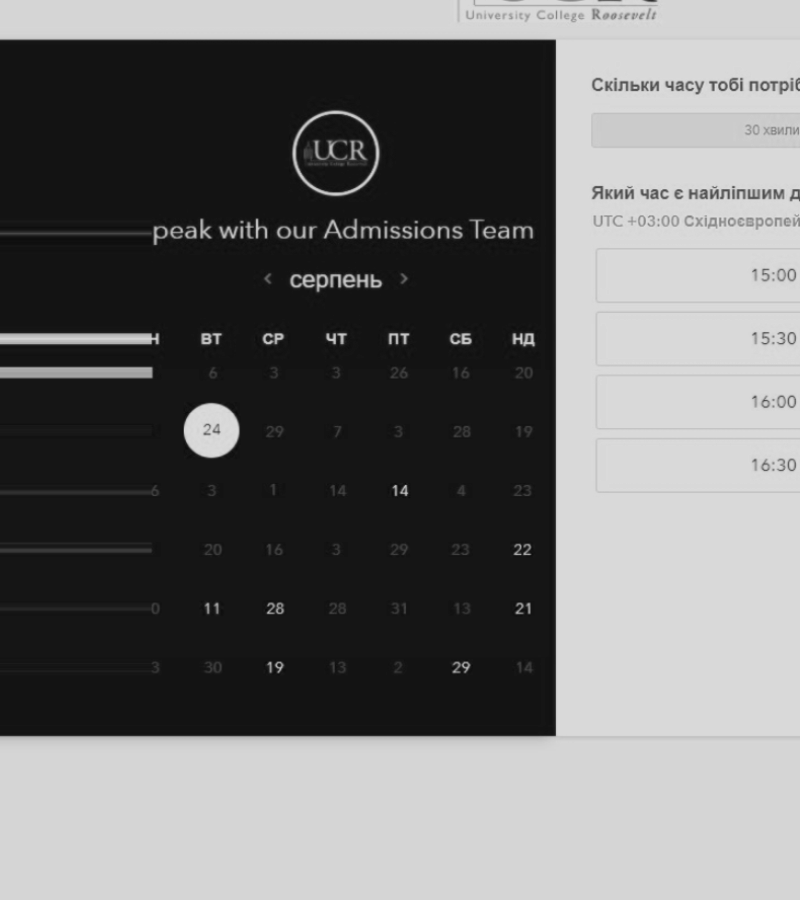 University College Roosevelt
UCR
peak with our Admissions Team
< серпень >
Н ВТ СР ЧТ ПТ СБ НД
6 3 3 26 16 20
24 29 7 3 28 19
6 3 1 14 14 4 23
20 16 3 29 23 22
0 11 28 28 31 13 21
3 30 19 13 2 29 14
Скільки часу тобі потріб
30 хвили
Який час є найліпшим д
UTC +03:00 Східноєвропей
15:00
15:30
16:00
16:30